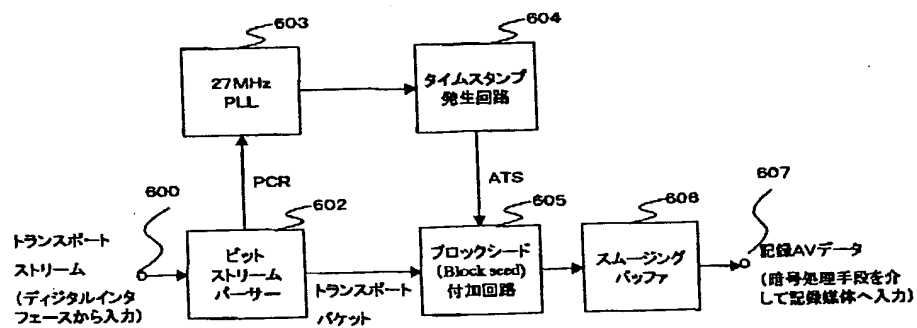 603
604
27MHz
PLL
タイムスタンプ
発生回路
600
PCR
602
ATS
605
606
607
トランスポート
ストリーム
(ディジタルインタ
フェースから入力)
ビット
ストリーム
パーサー
トランスポート
パケット
ブロックシード
(Block seed)
付加回路
スムージング
バッファ
記録AVデータ
(暗号処理手段を介
して記録媒体へ入力)